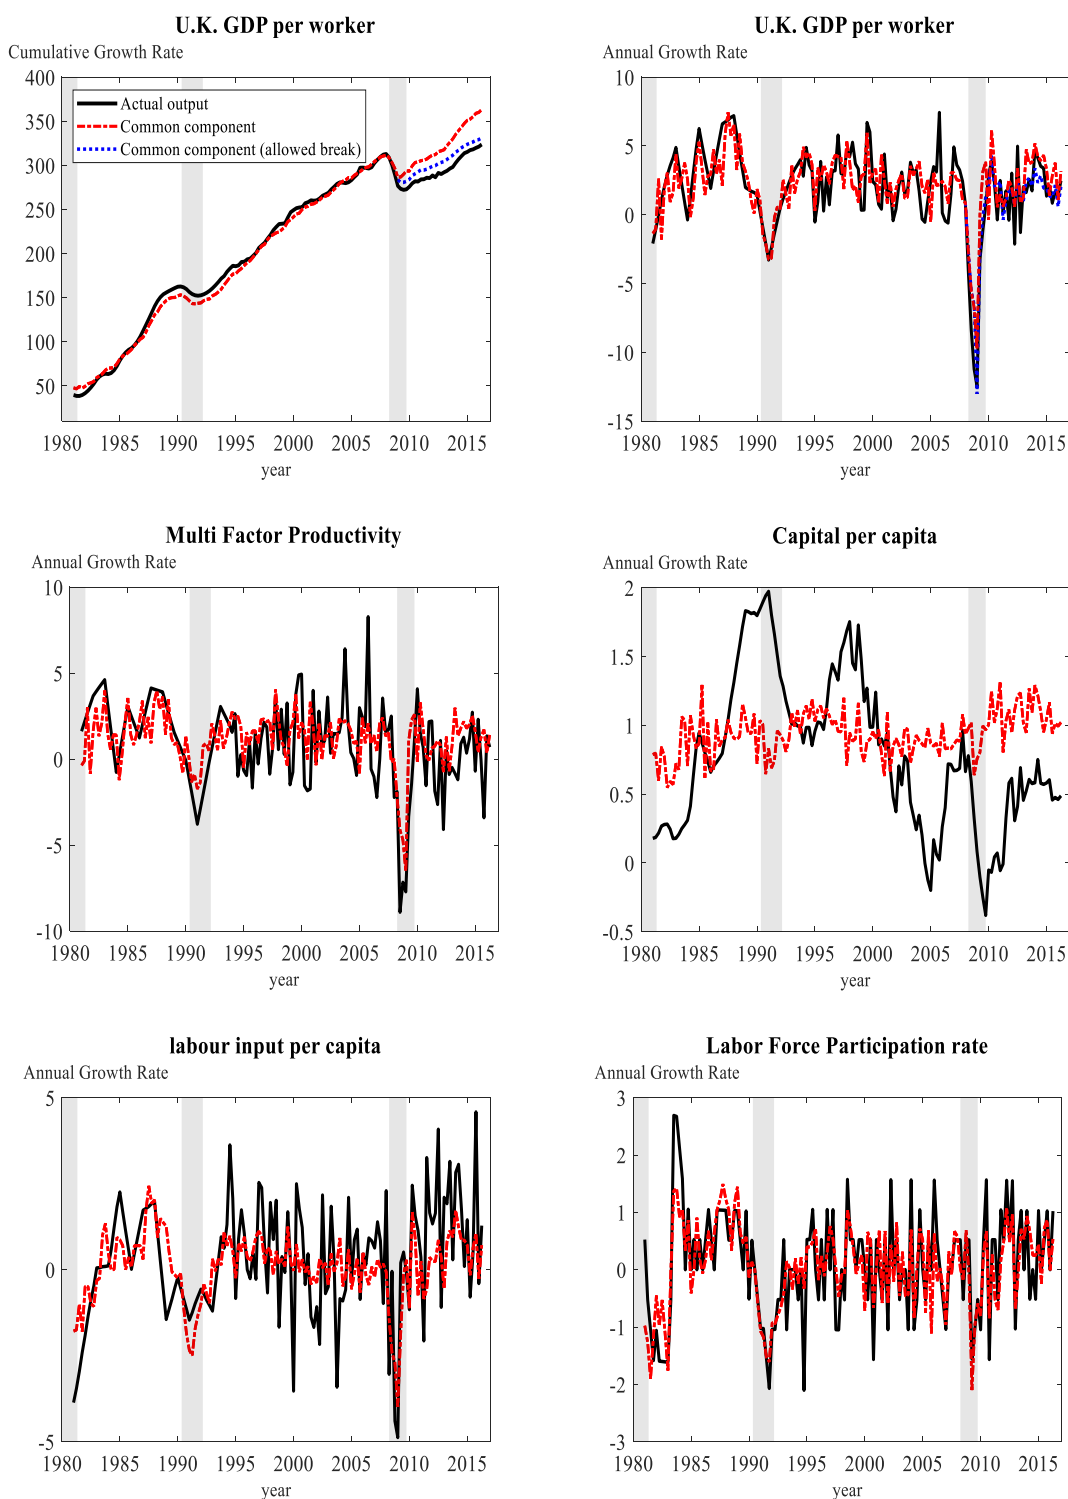 U.K. GDP per worker
Cumulative Growth Rate
400
350
300
250
200
150
100
50
Actual output
Common component
Common component (allowed break)
1980 1985 1990 1995 2000 2005 2010 2015
year
U.K. GDP per worker
Annual Growth Rate
10
5
0
-5
-10
-15
1980 1985 1990 1995 2000 2005 2010 2015
year
Multi Factor Productivity
Annual Growth Rate
10
5
0
-5
-10
1980 1985 1990 1995 2000 2005 2010 2015
year
Capital per capita
Annual Growth Rate
2
1.5
1
0.5
0
-0.5
1980 1985 1990 1995 2000 2005 2010 2015
year
labour input per capita
Annual Growth Rate
5
0
-5
1980 1985 1990 1995 2000 2005 2010 2015
year
Labor Force Participation rate
Annual Growth Rate
3
2
1
0
-1
-2
-3
1980 1985 1990 1995 2000 2005 2010 2015
year